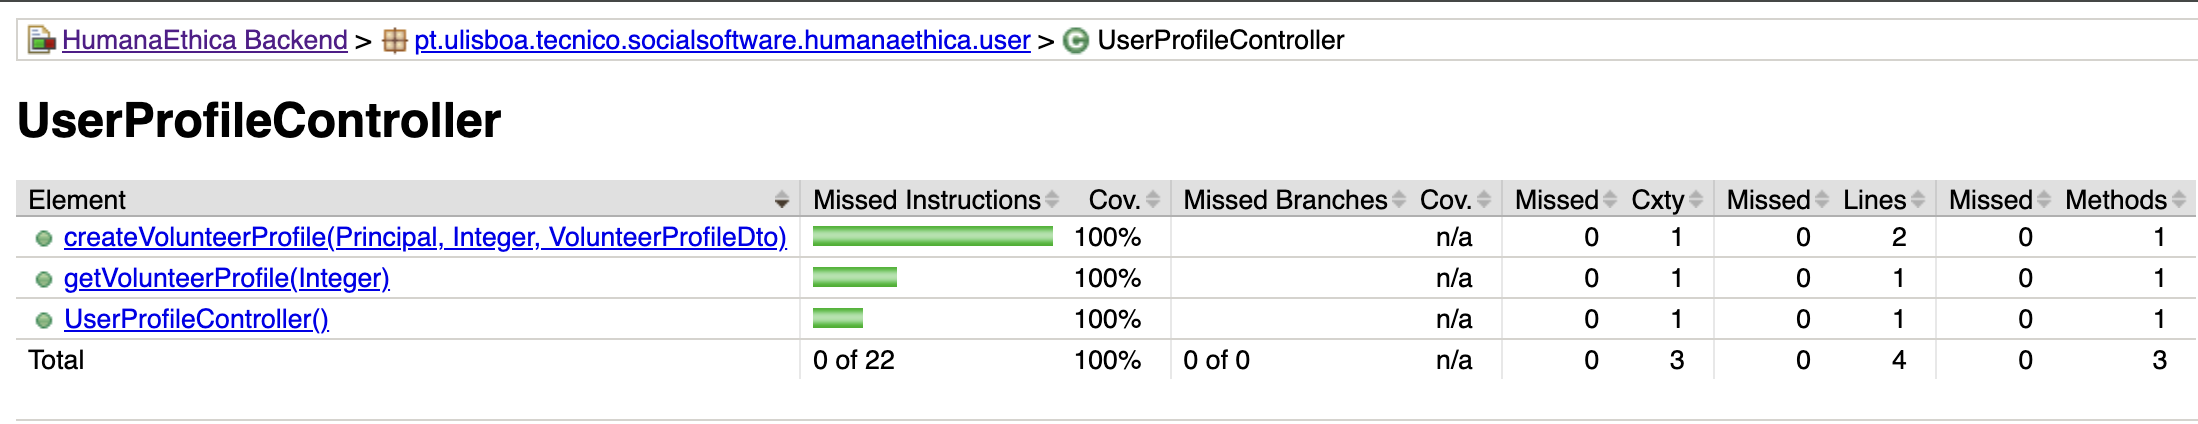 HumanaEthica Backend > pt.ulisboa.tecnico.socialsoftware.humanaethica.user > UserProfileController
UserProfileController
Element Missed Instructions Cov. Missed Branches Cov. Missed Cxty Missed Lines Missed Methods
createVolunteerProfile(Principal, Integer, VolunteerProfileDto) 100% n/a 0 1 0 2 0 1
getVolunteerProfile(Integer) 100% n/a 0 1 0 1 0 1
UserProfileController() 100% n/a 0 1 0 1 0 1
Total 0 of 22 100% 0 of 0 n/a 0 3 0 4 0 3